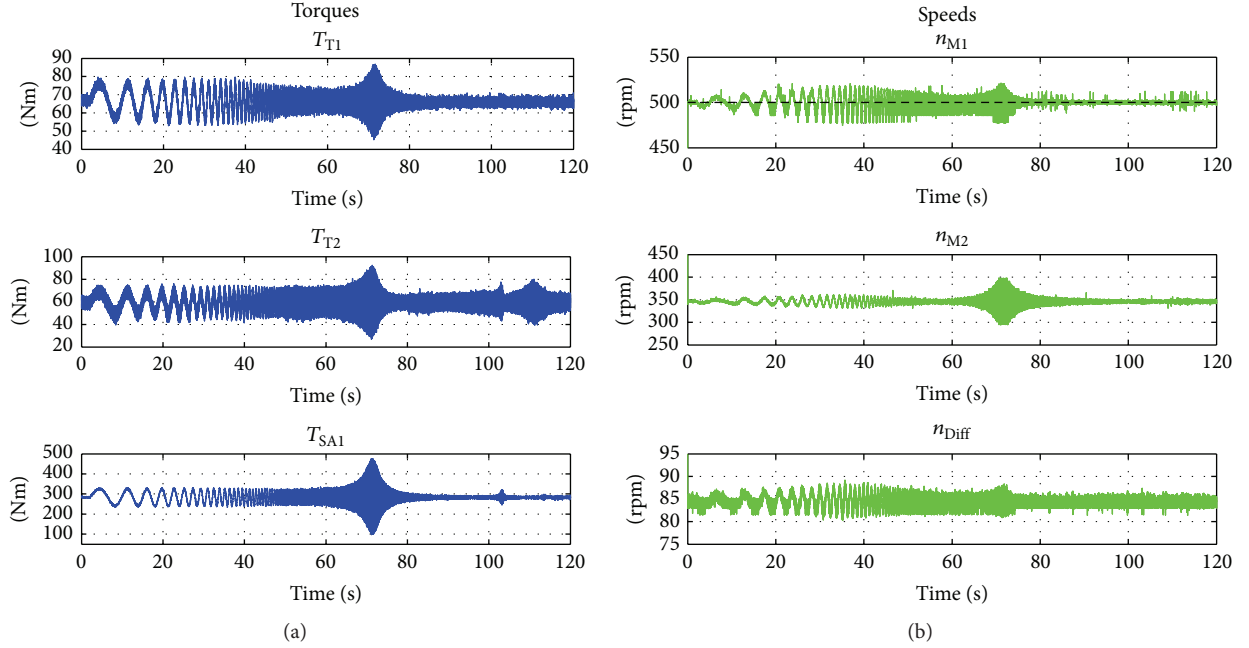 Torques
T_T1
(Nm)
90
80
70
60
50
40
0 20 40 60 80 100 120
Time (s)
T_T2
(Nm)
100
80
60
40
20
0 20 40 60 80 100 120
Time (s)
T_SA1
(Nm)
500
400
300
200
100
0 20 40 60 80 100 120
Time (s)
(a)
Speeds
n_M1
(rpm)
550
500
450
0 20 40 60 80 100 120
Time (s)
n_M2
(rpm)
450
400
350
300
250
0 20 40 60 80 100 120
Time (s)
n_Diff
(rpm)
95
90
85
80
75
0 20 40 60 80 100 120
Time (s)
(b)